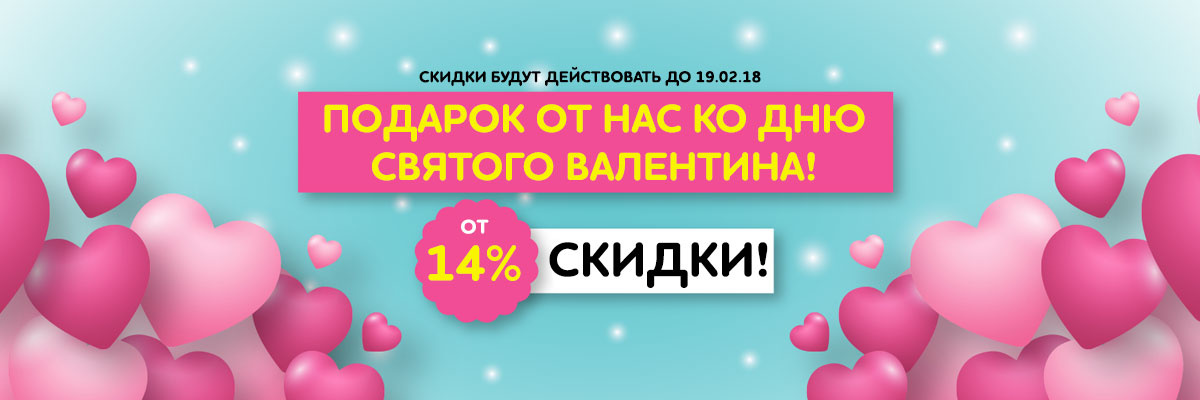 СКИДКИ БУДУТ ДЕЙСТВОВАТЬ ДО 19.02.18
ПОДАРОК ОТ НАС КО ДНЮ
СВЯТОГО ВАЛЕНТИНА!
ОТ
14% СКИДКИ!